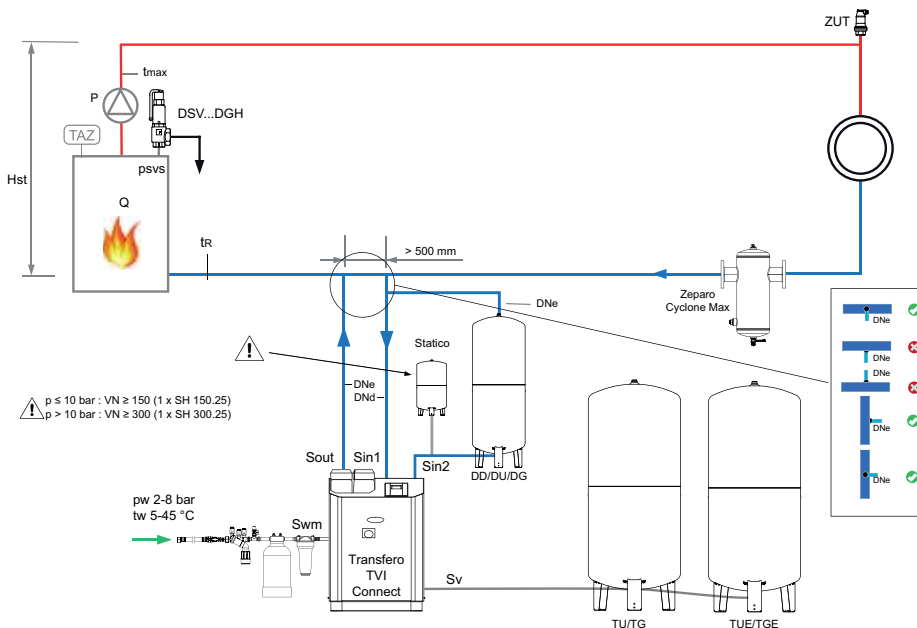 ZUT
tmax
P
DSV...DGH
TAZ
psvs
Hst
Q
tR
> 500 mm
Zeparo
Cyclone Max
DNe
DNe
DNe
DNe
DNe
DNe
Statico
DNe
DNd
p ≤ 10 bar : VN ≥ 150 (1 x SH 150.25)
p > 10 bar : VN ≥ 300 (1 x SH 300.25)
Sout
Sin1
Sin2
DD/DU/DG
pw 2-8 bar
tw 5-45 °C
Swm
Transfero
TVI
Connect
Sv
TU/TG
TUE/TGE